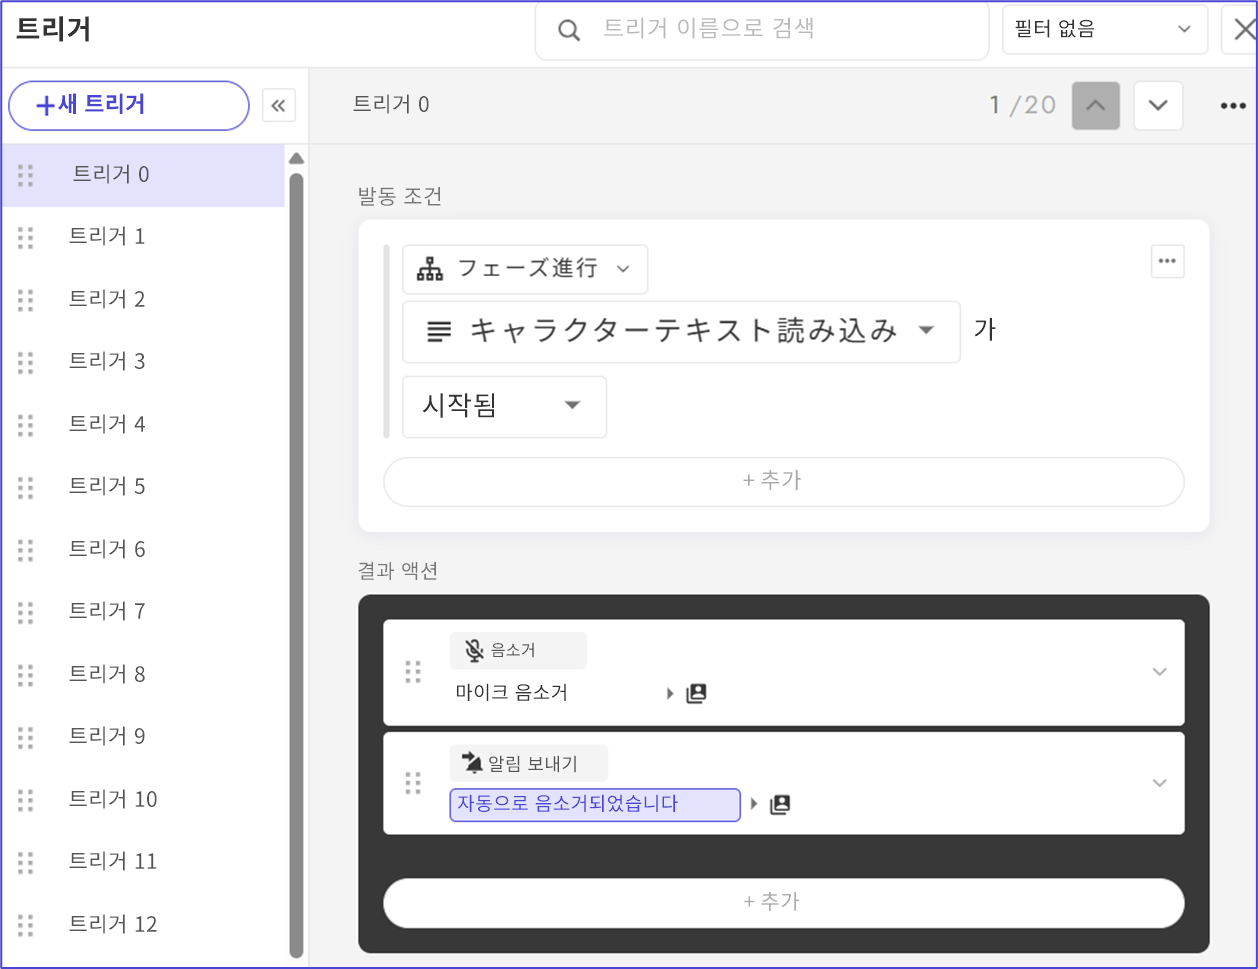 트리거
트리거 이름으로 검색
필터 없음
+새 트리거
트리거 0
1 /20
트리거 0
트리거 1
트리거 2
트리거 3
트리거 4
트리거 5
트리거 6
트리거 7
트리거 8
트리거 9
트리거 10
트리거 11
트리거 12
발동 조건
フェーズ進行
キャラクターテキスト読み込み 가
시작됨
+ 추가
결과 액션
음소거
마이크 음소거
알림 보내기
자동으로 음소거되었습니다
+ 추가